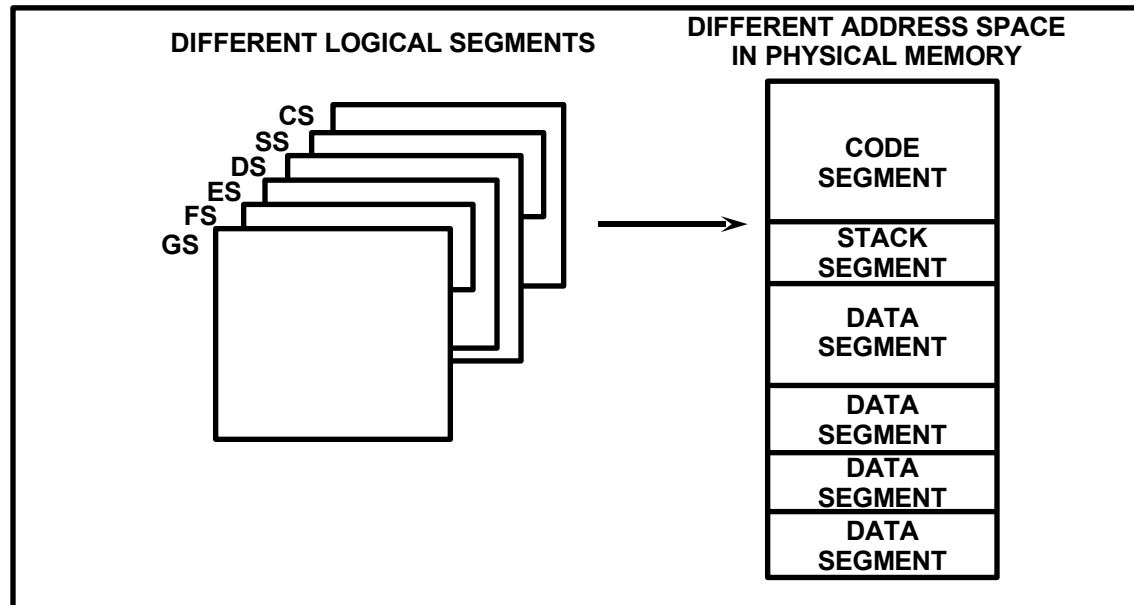 DIFFERENT LOGICAL SEGMENTS
DIFFERENT ADDRESS SPACE
IN PHYSICAL MEMORY
CS
SS
DS
ES
FS
GS
CODE
SEGMENT
STACK
SEGMENT
DATA
SEGMENT
DATA
SEGMENT
DATA
SEGMENT
DATA
SEGMENT